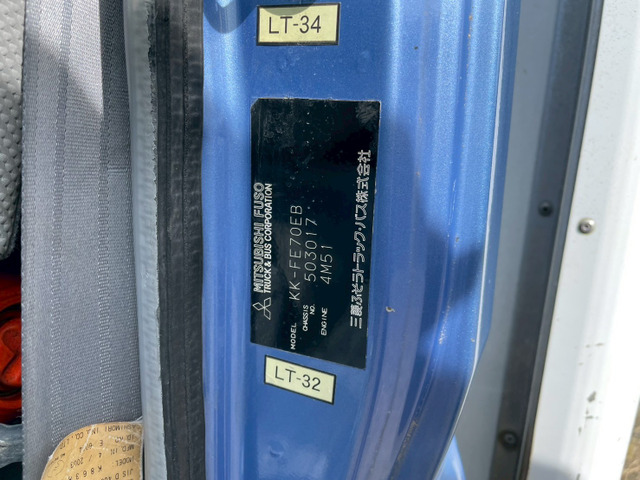 LT-34
MITSUBISHI FUSO
TRUCK & BUS CORPORATION
MODEL KK-FE70EB
CHASSIS NO. 503017
ENGINE 4M51
三菱ふそうトラック・バス株式会社
LT-32